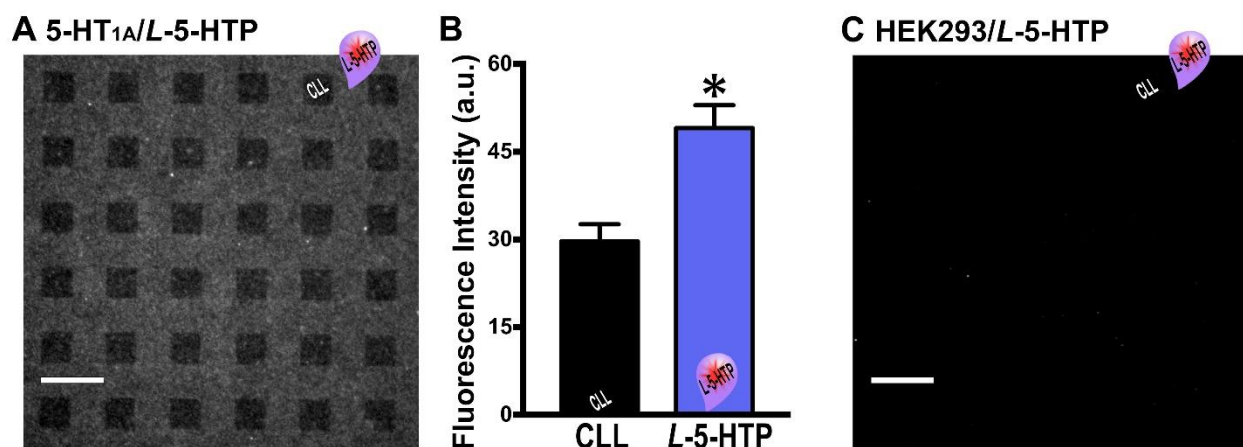 A 5-HT1A/L-5-HTP
CLL
L-5-HTP
B
Fluorescence Intensity (a.u.)
60
45
30
15
0
*
CLL
L-5-HTP
CLL
L-5-HTP
C HEK293/L-5-HTP
CLL
L-5-HTP